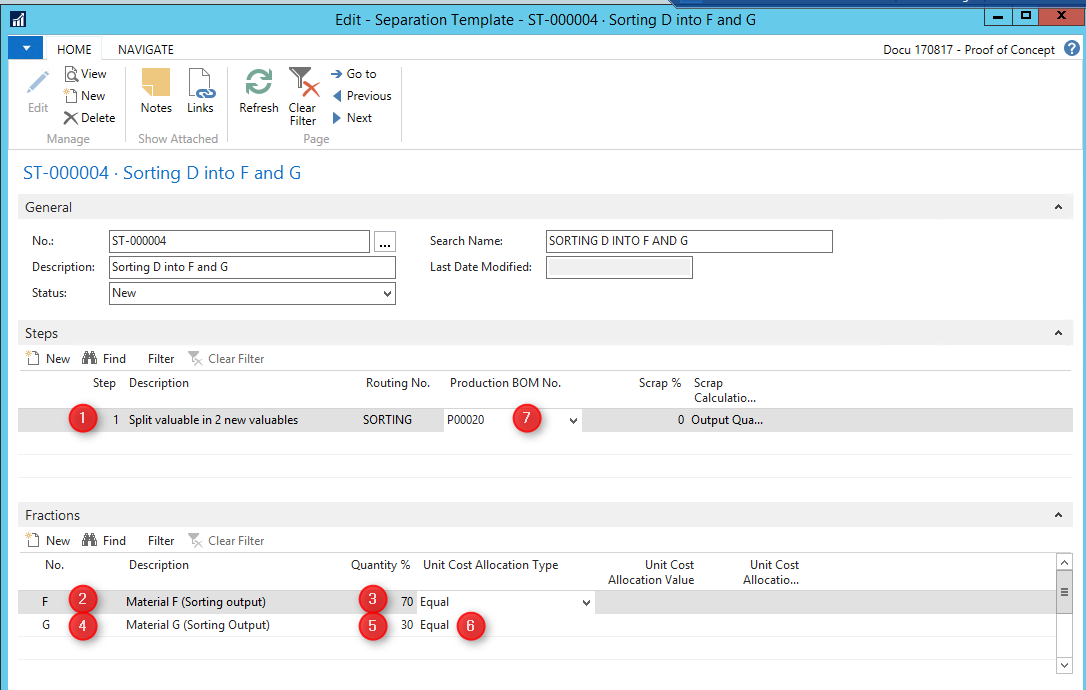 Edit - Separation Template - ST-000004 · Sorting D into F and G
HOME NAVIGATE Docu 170817 - Proof of Concept ?
Edit
View
New
Delete
Manage
Notes
Links
Show Attached
Refresh
Clear
Filter
Go to
Previous
Next
Page
ST-000004 · Sorting D into F and G
General
No.: ST-000004 ... Search Name: SORTING D INTO F AND G
Description: Sorting D into F and G Last Date Modified:
Status: New
Steps
New Find Filter Clear Filter
Step Description Routing No. Production BOM No. Scrap % Scrap
Calculatio...
1 1 Split valuable in 2 new valuables SORTING P00020 7 0 Output Qua...
Fractions
New Find Filter Clear Filter
No. Description Quantity % Unit Cost Allocation Type Unit Cost Unit Cost
Allocation Value Allocatio...
F 2 Material F (Sorting output) 3 70 Equal
G 4 Material G (Sorting Output) 5 30 Equal 6